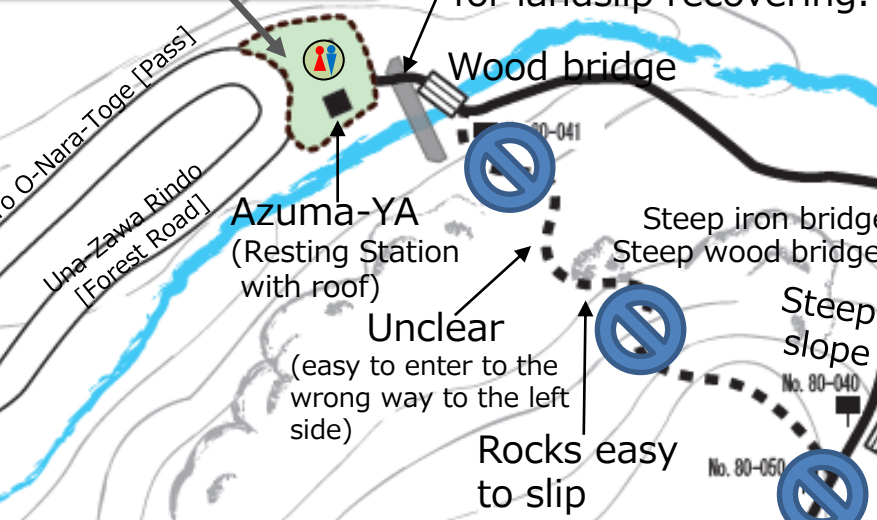 for landslip recovering.
Wood bridge
To O-Nara-Toge [Pass]
80-041
Una-Zawa Rindo
[Forest Road]
Azuma-YA
(Resting Station
with roof)
Steep iron bridge
Steep wood bridge
Unclear
(easy to enter to the
wrong way to the left
side)
Steep
slope
No. 80-040
Rocks easy
to slip
No. 80-050